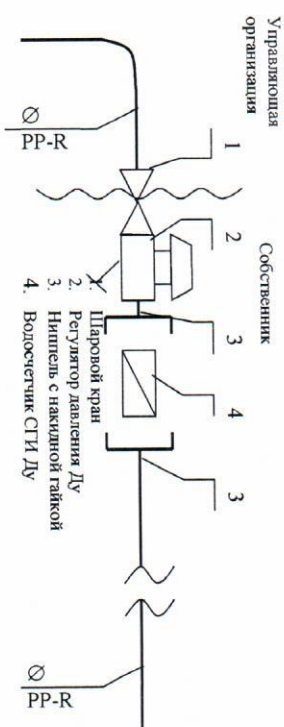 Управляющая
организация
Собственник
1
2
3
4
3
Ø
PP-R
Ø
PP-R
1. Шаровой кран
2. Регулятор давления Ду
3. Ниппель с накидной гайкой
4. Водосчетчик СГИ Ду